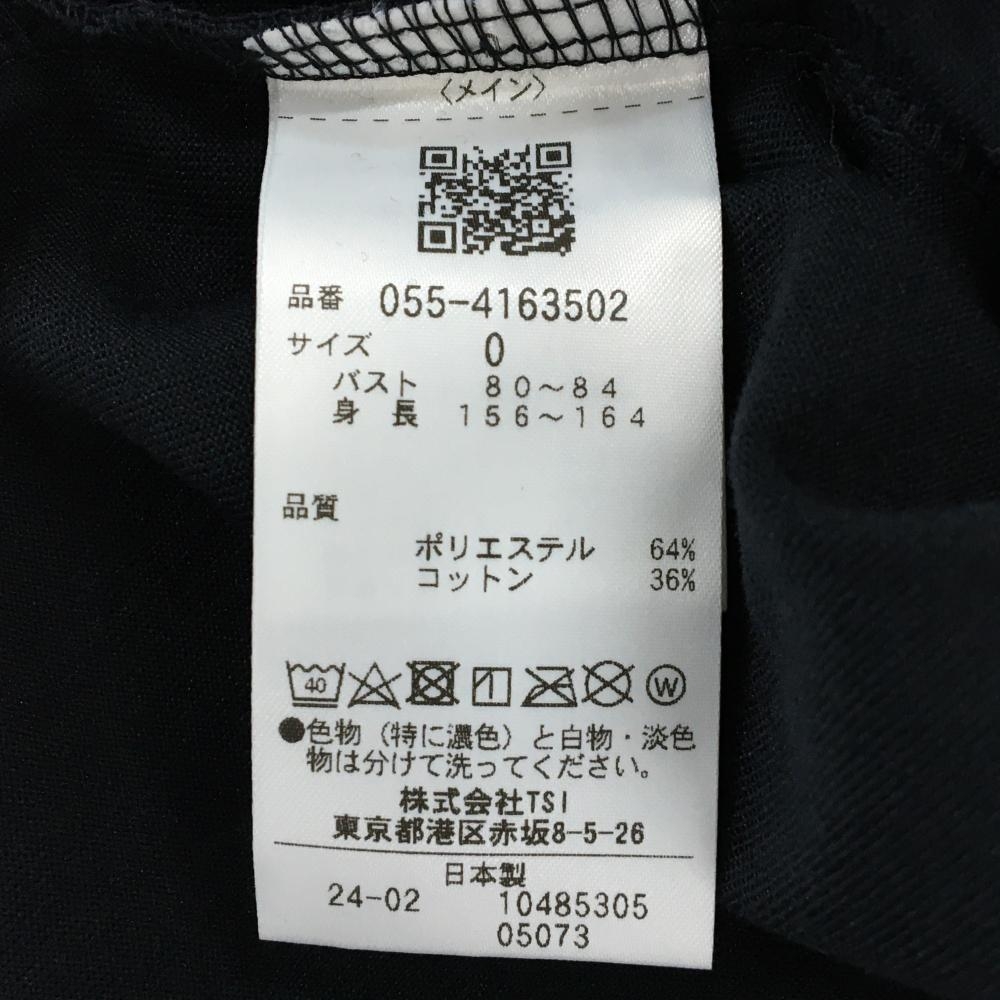 〈メイン〉
品番 055-4163502
サイズ 0
バスト 80～84
身長 156～164
品質
ポリエステル 64%
コットン 36%
40 W
●色物（特に濃色）と白物・淡色
物は分けて洗ってください。
株式会社TSI
東京都港区赤坂8-5-26
日本製
24-02 10485305
05073